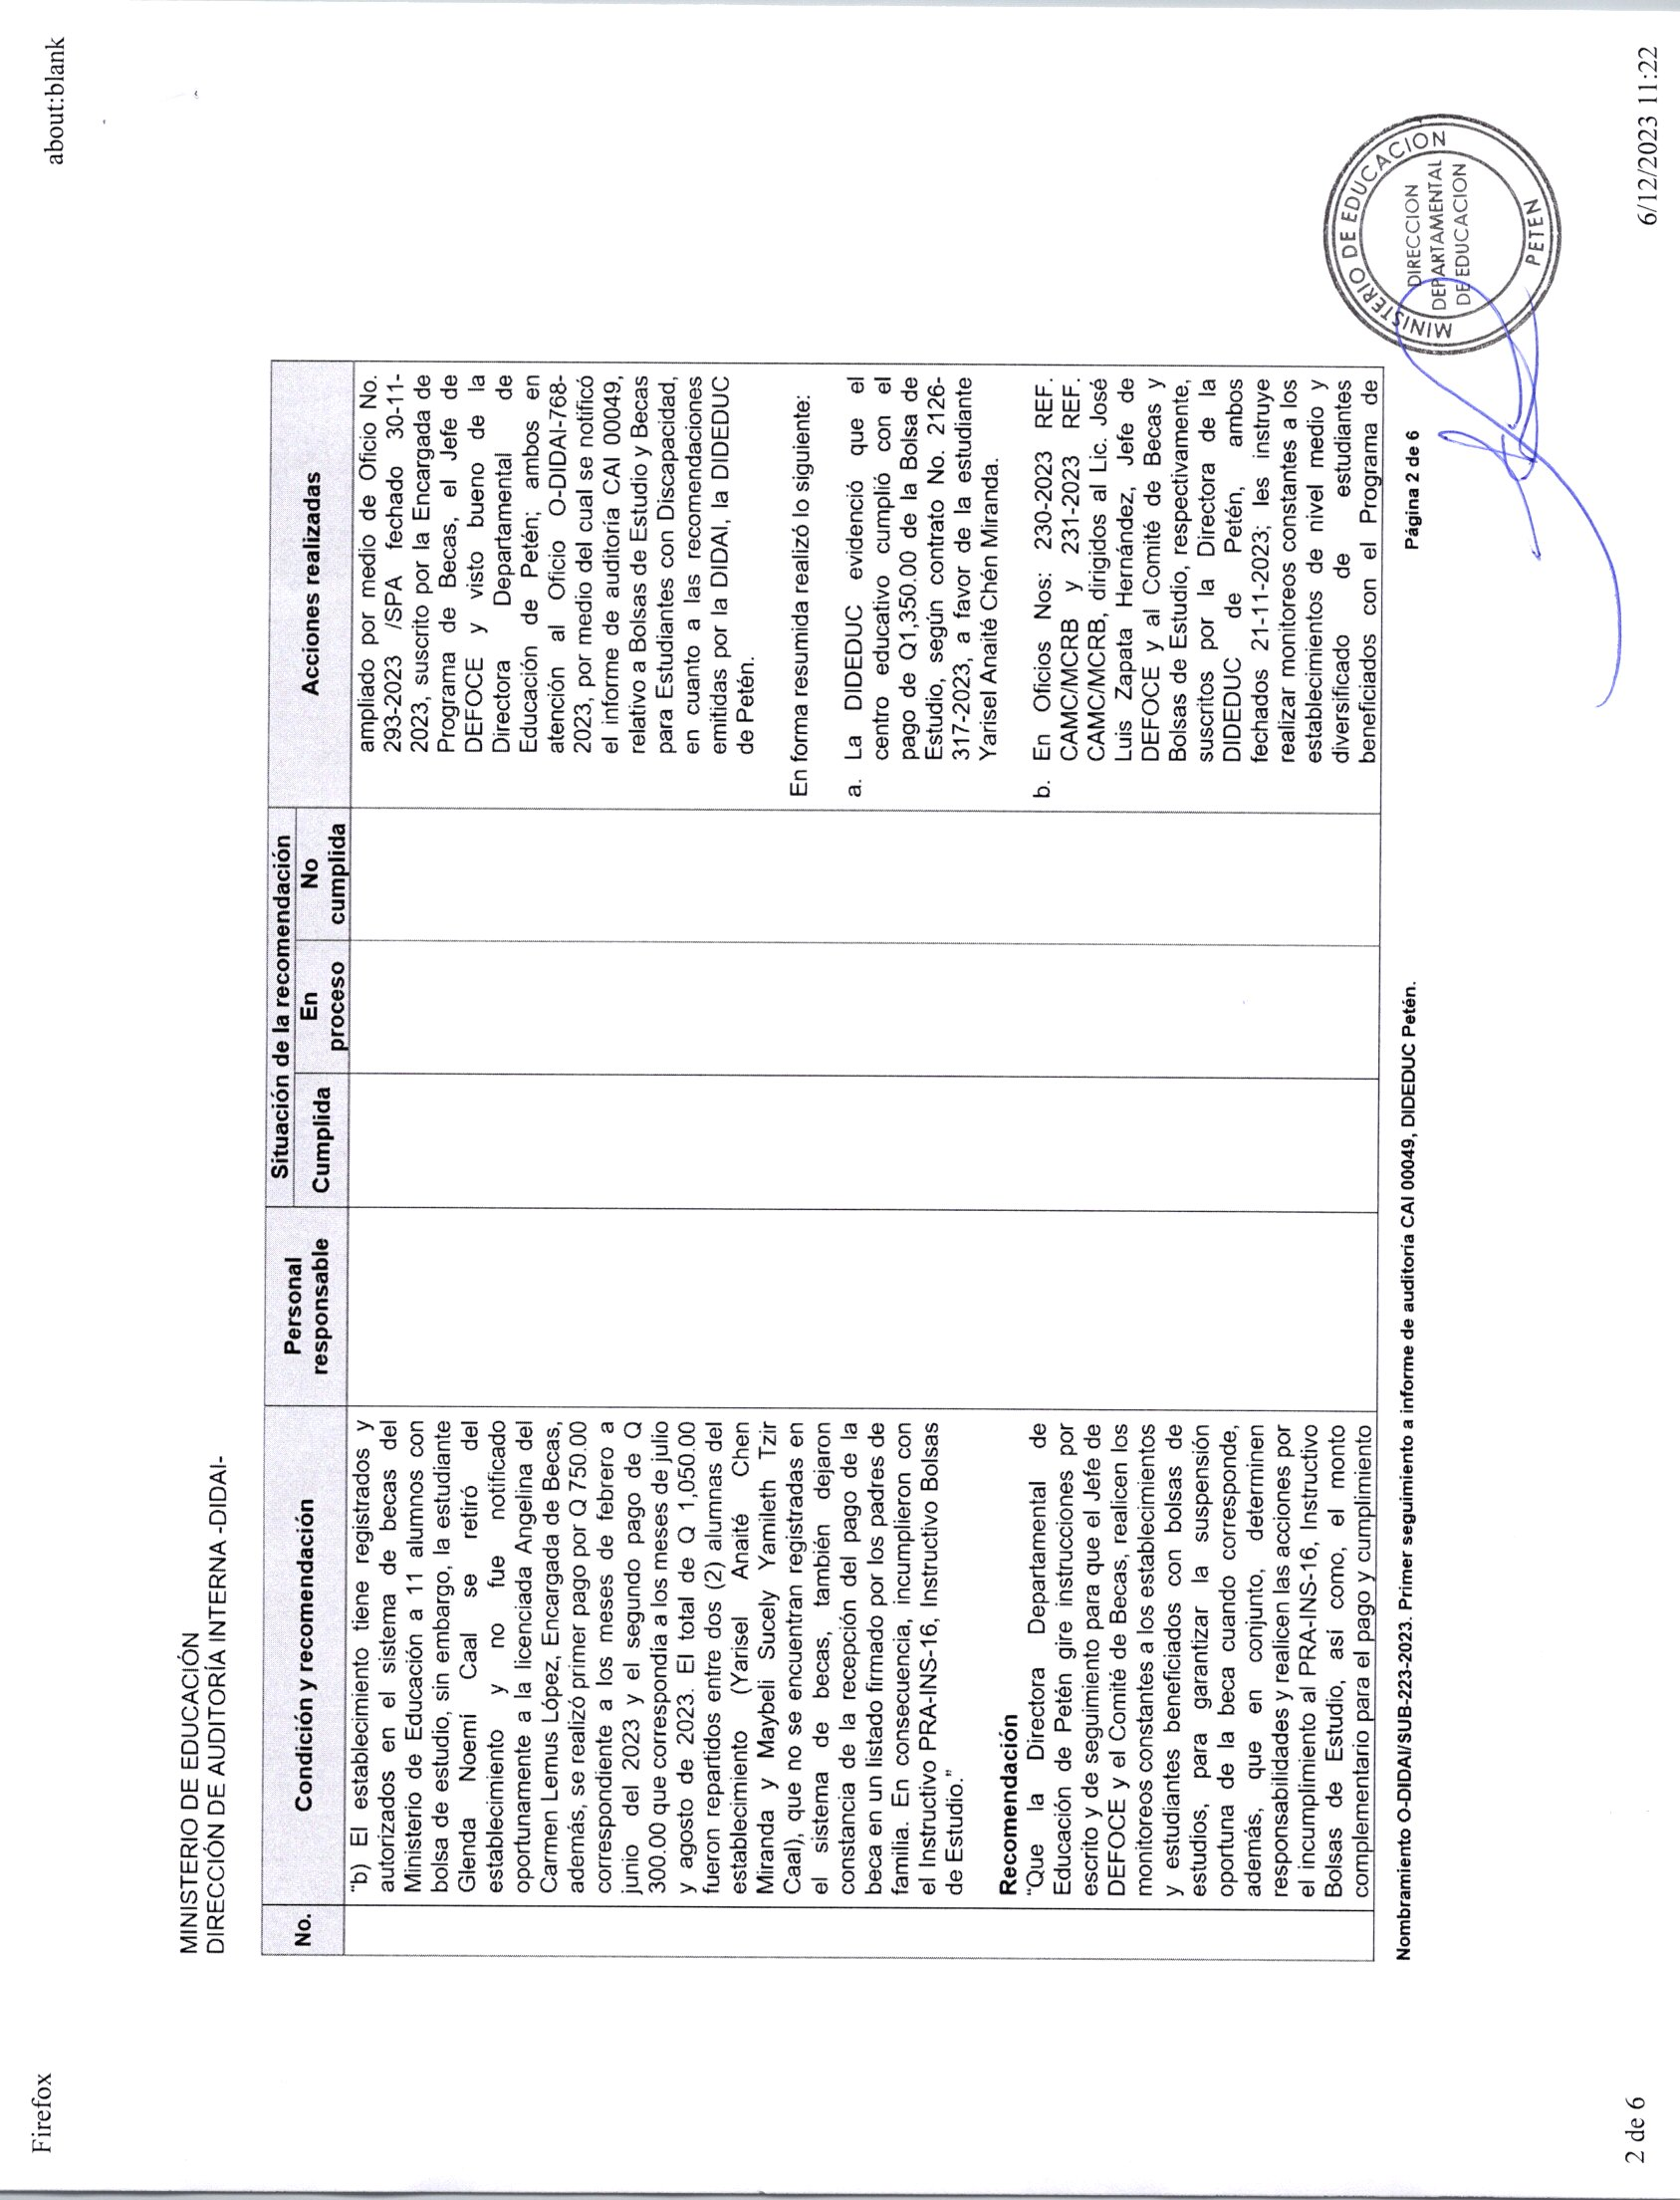 Firefox
about:blank
MINISTERIO DE EDUCACIÓN
DIRECCIÓN DE AUDITORÍA INTERNA -DIDAI-
No.
Condición y recomendación
Personal
responsable
Situación de la recomendación
Cumplida
En
proceso
No
cumplida
Acciones realizadas
“b) El establecimiento tiene registrados y
autorizados en el sistema de becas del
Ministerio de Educación a 11 alumnos con
bolsa de estudio, sin embargo, la estudiante
Glenda Noemí Caal se retiró del
establecimiento y no fue notificado
oportunamente a la licenciada Angelina del
Carmen Lemus López, Encargada de Becas,
además, se realizó primer pago por Q 750.00
correspondiente a los meses de febrero a
junio del 2023 y el segundo pago de Q
300.00 que correspondía a los meses de julio
y agosto de 2023. El total de Q 1,050.00
fueron repartidos entre dos (2) alumnas del
establecimiento (Yarisel Anaité Chen
Miranda y Maybeli Sucely Yamileth Tzir
Caal), que no se encuentran registradas en
el sistema de becas, también dejaron
constancia de la recepción del pago de la
beca en un listado firmado por los padres de
familia. En consecuencia, incumplieron con
el Instructivo PRA-INS-16, Instructivo Bolsas
de Estudio.”
Recomendación
“Que la Directora Departamental de
Educación de Petén gire instrucciones por
escrito y de seguimiento para que el Jefe de
DEFOCE y el Comité de Becas, realicen los
monitoreos constantes a los establecimientos
y estudiantes beneficiados con bolsas de
estudios, para garantizar la suspensión
oportuna de la beca cuando corresponde,
además, que en conjunto, determinen
responsabilidades y realicen las acciones por
el incumplimiento al PRA-INS-16, Instructivo
Bolsas de Estudio, así como, el monto
complementario para el pago y cumplimiento
ampliado por medio de Oficio No.
293-2023 /SPA fechado 30-11-
2023, suscrito por la Encargada de
Programa de Becas, el Jefe de
DEFOCE y visto bueno de la
Directora Departamental de
Educación de Petén; ambos en
atención al Oficio O-DIDAI-768-
2023, por medio del cual se notificó
el informe de auditoría CAI 00049,
relativo a Bolsas de Estudio y Becas
para Estudiantes con Discapacidad,
en cuanto a las recomendaciones
emitidas por la DIDAI, la DIDEDUC
de Petén.
En forma resumida realizó lo siguiente:
a. La DIDEDUC evidenció que el
centro educativo cumplió con el
pago de Q1,350.00 de la Bolsa de
Estudio, según contrato No. 2126-
317-2023, a favor de la estudiante
Yarisel Anaité Chén Miranda.
b. En Oficios Nos: 230-2023 REF.
CAMC/MCRB y 231-2023 REF.
CAMC/MCRB, dirigidos al Lic. José
Luis Zapata Hernández, Jefe de
DEFOCE y al Comité de Becas y
Bolsas de Estudio, respectivamente,
suscritos por la Directora de la
DIDEDUC de Petén, ambos
fechados 21-11-2023; les instruye
realizar monitoreos constantes a los
establecimientos de nivel medio y
diversificado de estudiantes
beneficiados con el Programa de
Nombramiento O-DIDAI/SUB-223-2023. Primer seguimiento a informe de auditoría CAI 00049, DIDEDUC Petén.
Página 2 de 6
MINISTERIO DE EDUCACION
DIRECCION
DEPARTAMENTAL
DE EDUCACION
PETEN
2 de 6
6/12/2023 11:22